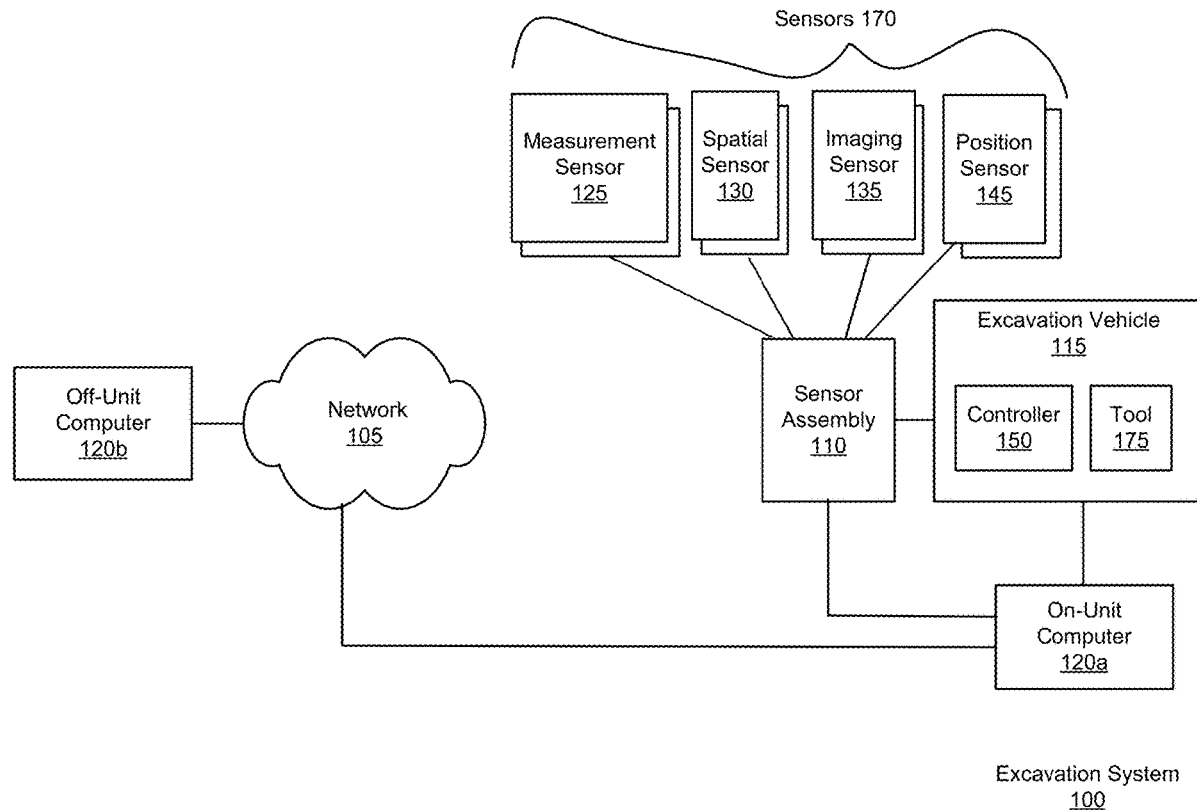 Sensors 170
Measurement
Sensor
125
Spatial
Sensor
130
Imaging
Sensor
135
Position
Sensor
145
Excavation Vehicle
115
Controller
150
Tool
175
Sensor
Assembly
110
Off-Unit
Computer
120b
Network
105
On-Unit
Computer
120a
Excavation System
100